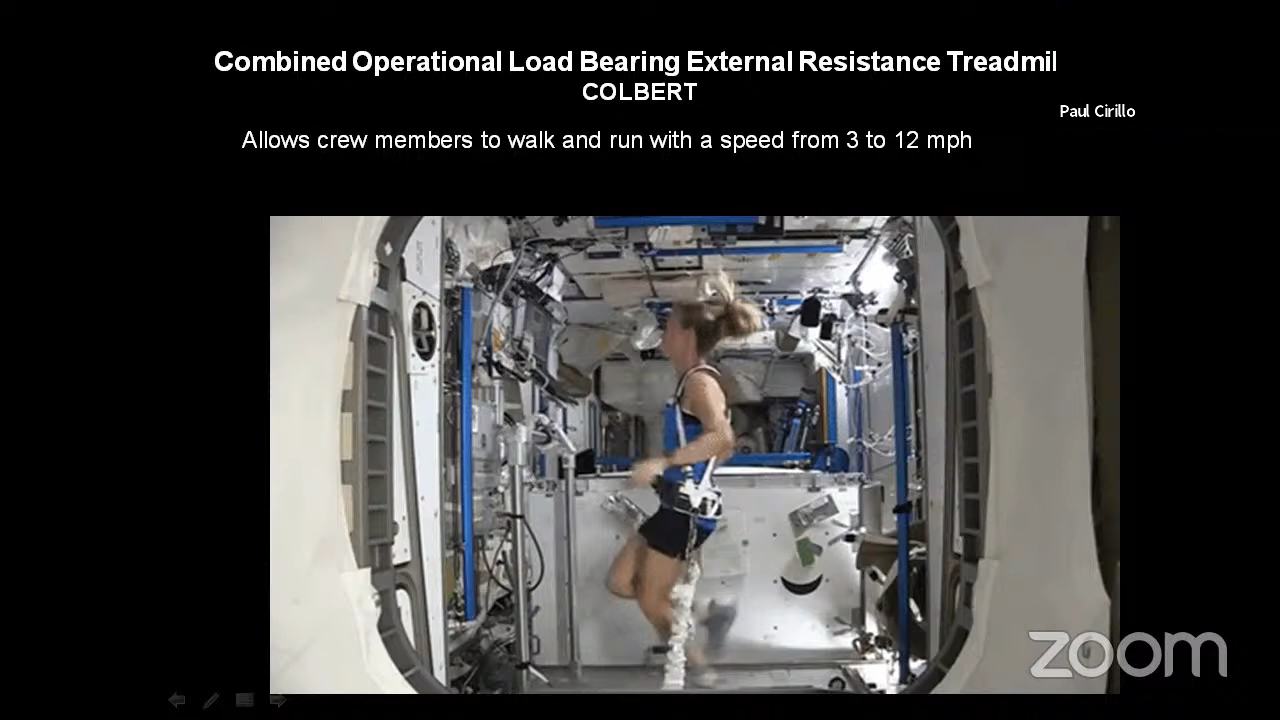 Combined Operational Load Bearing External Resistance Treadmil
COLBERT
Paul Cirillo
Allows crew members to walk and run with a speed from 3 to 12 mph
zoom